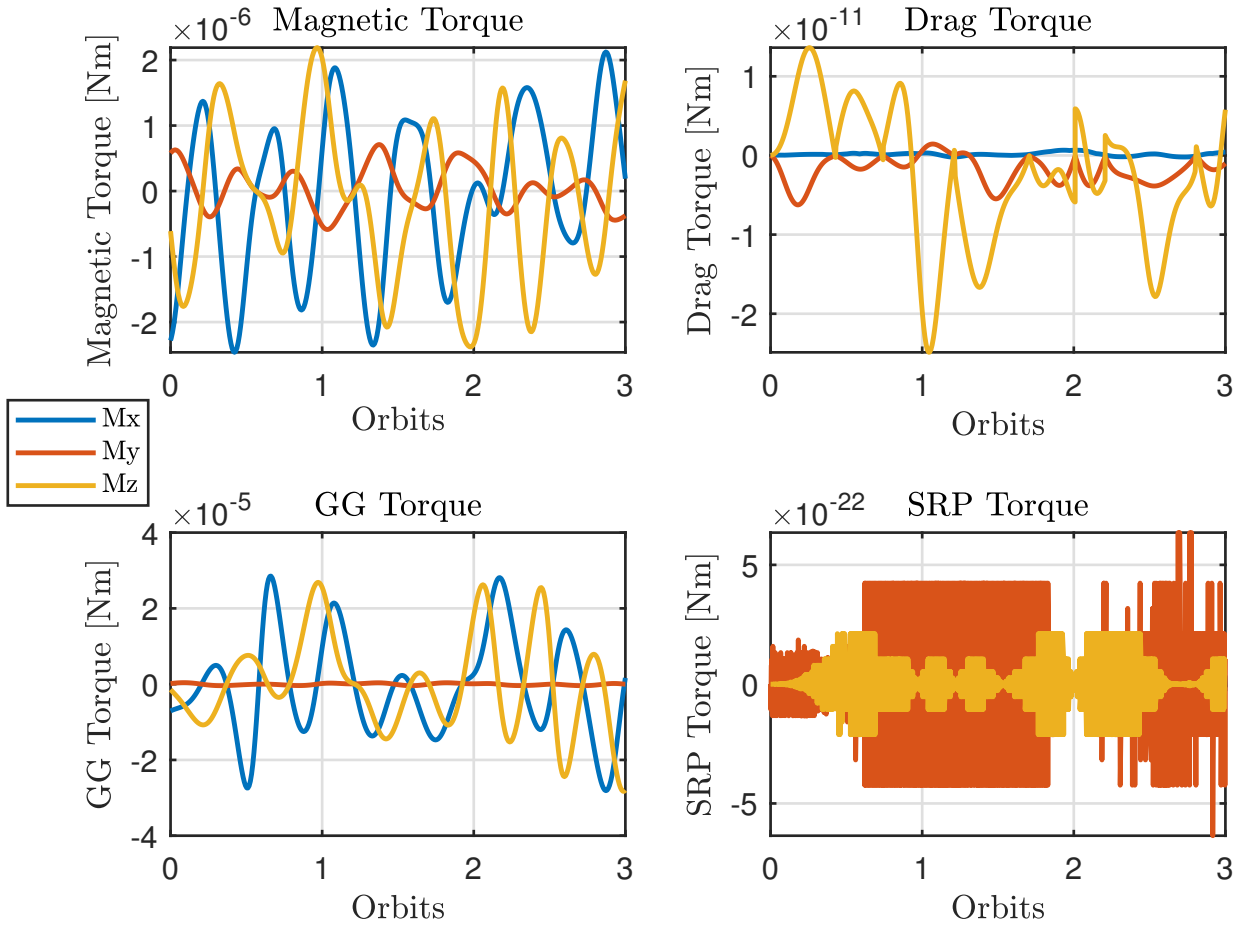 ×10-6 Magnetic Torque
Magnetic Torque [Nm]
2
1
0
-1
-2
0 1 2 3
Orbits
×10-11 Drag Torque
Drag Torque [Nm]
1
0
-1
-2
0 1 2 3
Orbits
Mx
My
Mz
×10-5 GG Torque
GG Torque [Nm]
4
2
0
-2
-4
0 1 2 3
Orbits
×10-22 SRP Torque
SRP Torque [Nm]
5
0
-5
0 1 2 3
Orbits